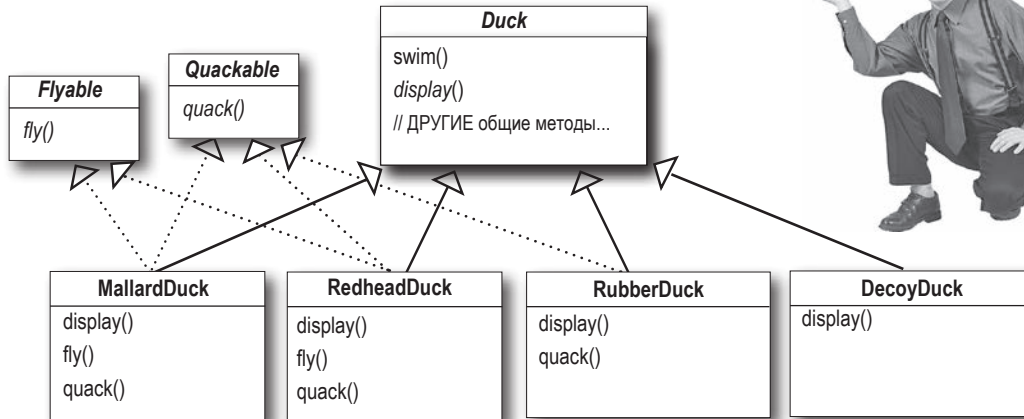 Duck
swim()
display()
// ДРУГИЕ общие методы...
Quackable
quack()
Flyable
fly()
MallardDuck
display()
fly()
quack()
RedheadDuck
display()
fly()
quack()
RubberDuck
display()
quack()
DecoyDuck
display()